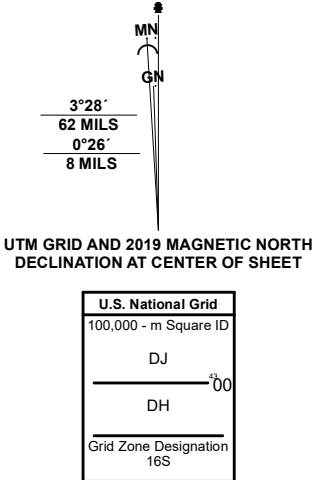 MN
GN
3°28´
62 MILS
0°26´
8 MILS
UTM GRID AND 2019 MAGNETIC NORTH
DECLINATION AT CENTER OF SHEET
U.S. National Grid
100,000 - m Square ID
DJ
43 00
DH
Grid Zone Designation
16S